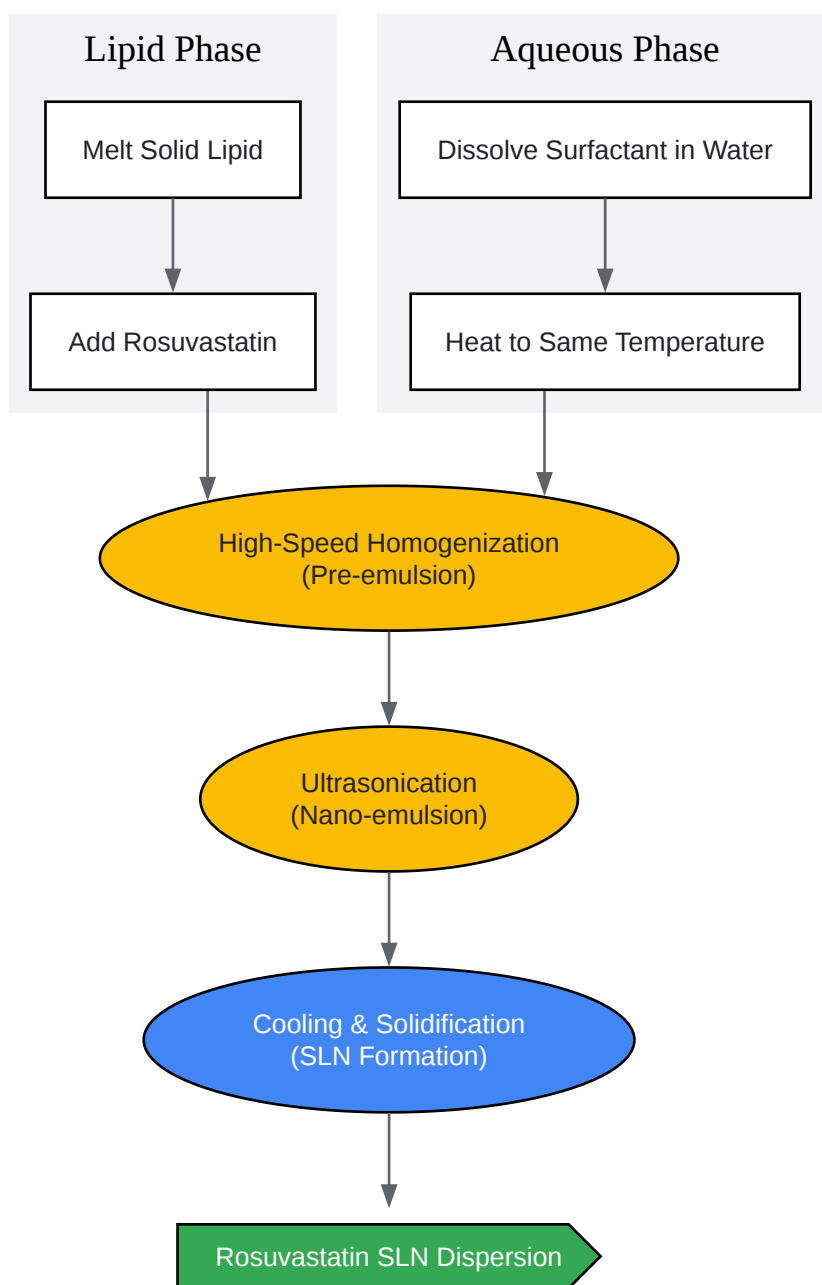 Lipid Phase
Aqueous Phase
Melt Solid Lipid
Dissolve Surfactant in Water
Add Rosuvastatin
Heat to Same Temperature
High-Speed Homogenization
(Pre-emulsion)
Ultrasonication
(Nano-emulsion)
Cooling & Solidification
(SLN Formation)
Rosuvastatin SLN Dispersion